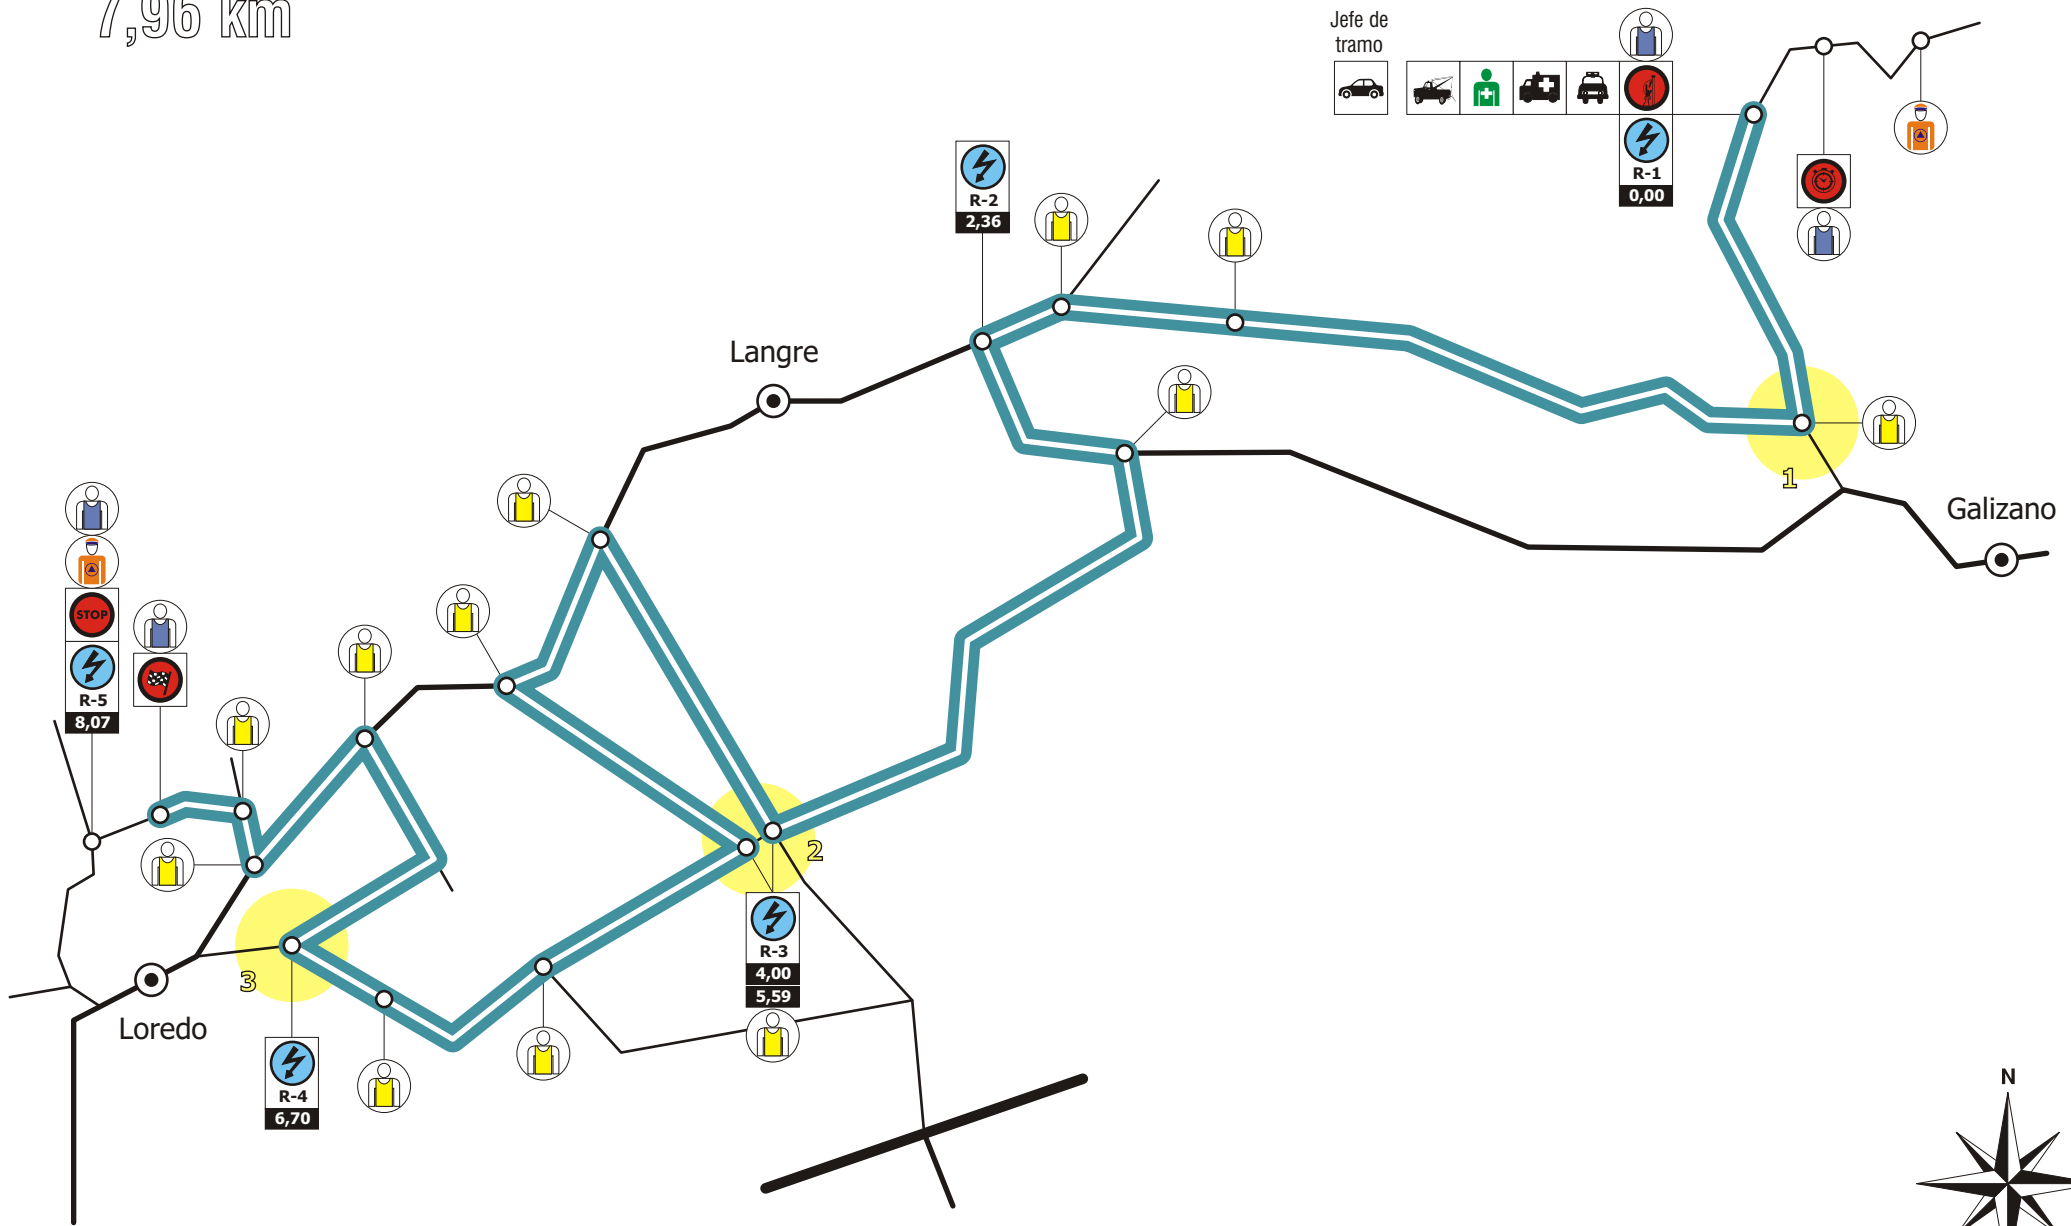 7,96 km
Jefe de
tramo
R-1
0,00
R-2
2,36
Langre
1
Galizano
STOP
R-5
8,07
2
R-3
4,00
5,59
3
Loredo
R-4
6,70
N